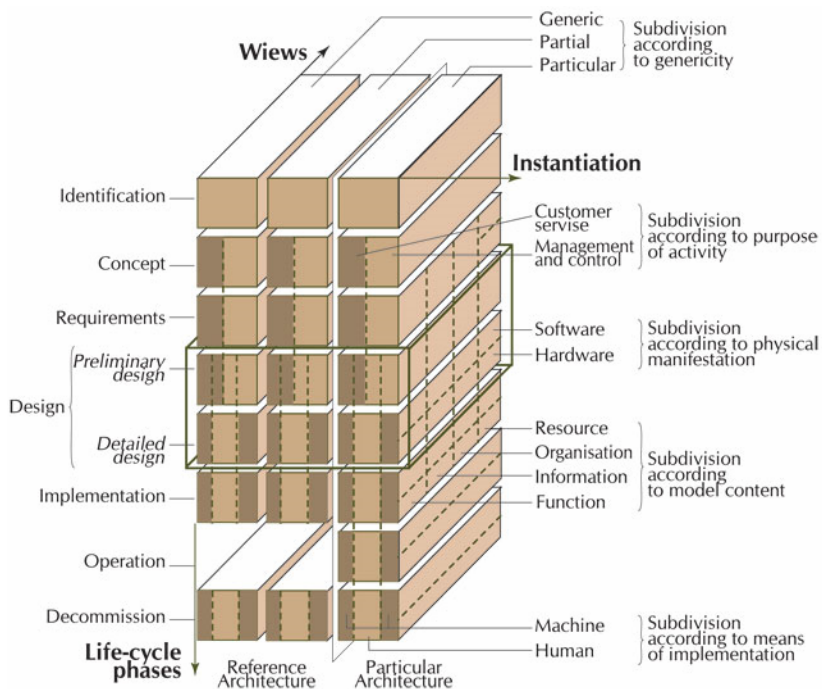 Generic
Wiews
Partial
Particular
Subdivision
according
to genericity
Instantiation
Identification
Customer
servise
Management
and control
Subdivision
according to purpose
of activity
Concept
Requirements
Software
Hardware
Subdivision
according to physical
manifestation
Preliminary
design
Design
Detailed
design
Resource
Organisation
Information
Function
Subdivision
according
to model content
Implementation
Operation
Decommission
Machine
Human
Subdivision
according to means
of implementation
Life-cycle
phases
Reference
Architecture
Particular
Architecture